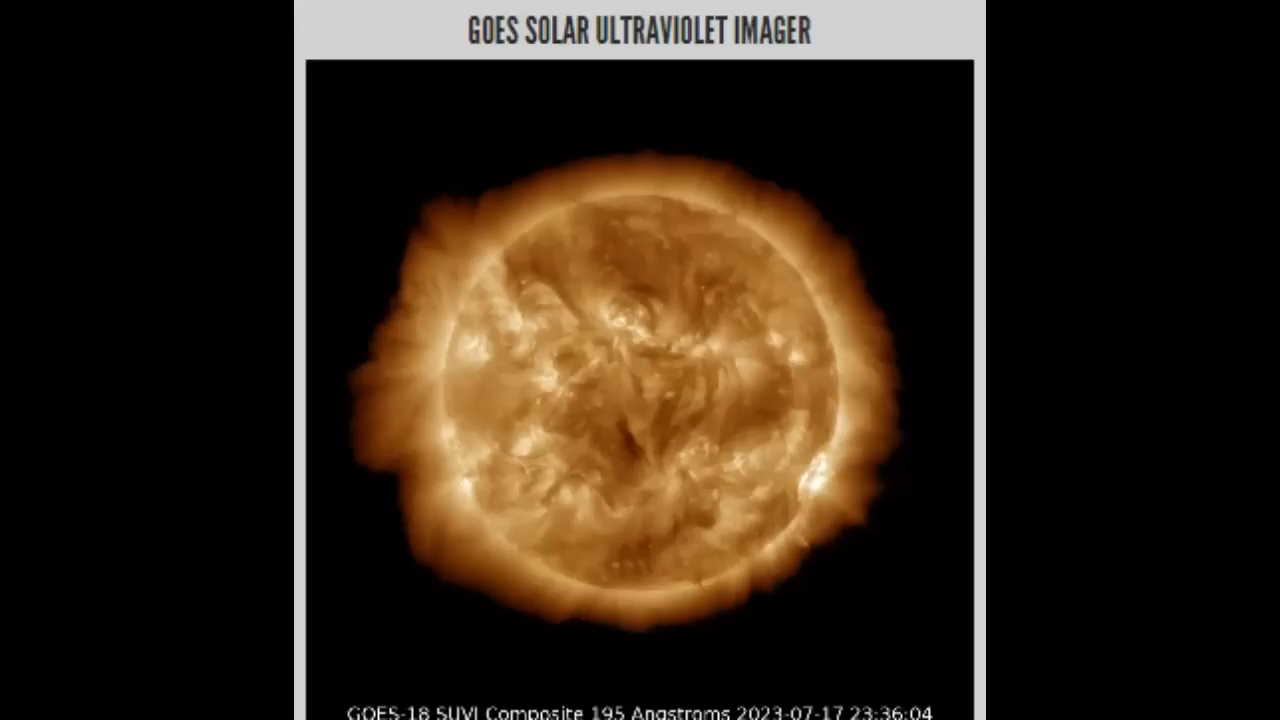 GOES SOLAR ULTRAVIOLET IMAGER
GOES-18 SUVI Composite 195 Angstroms 2023-07-17 23:36:04